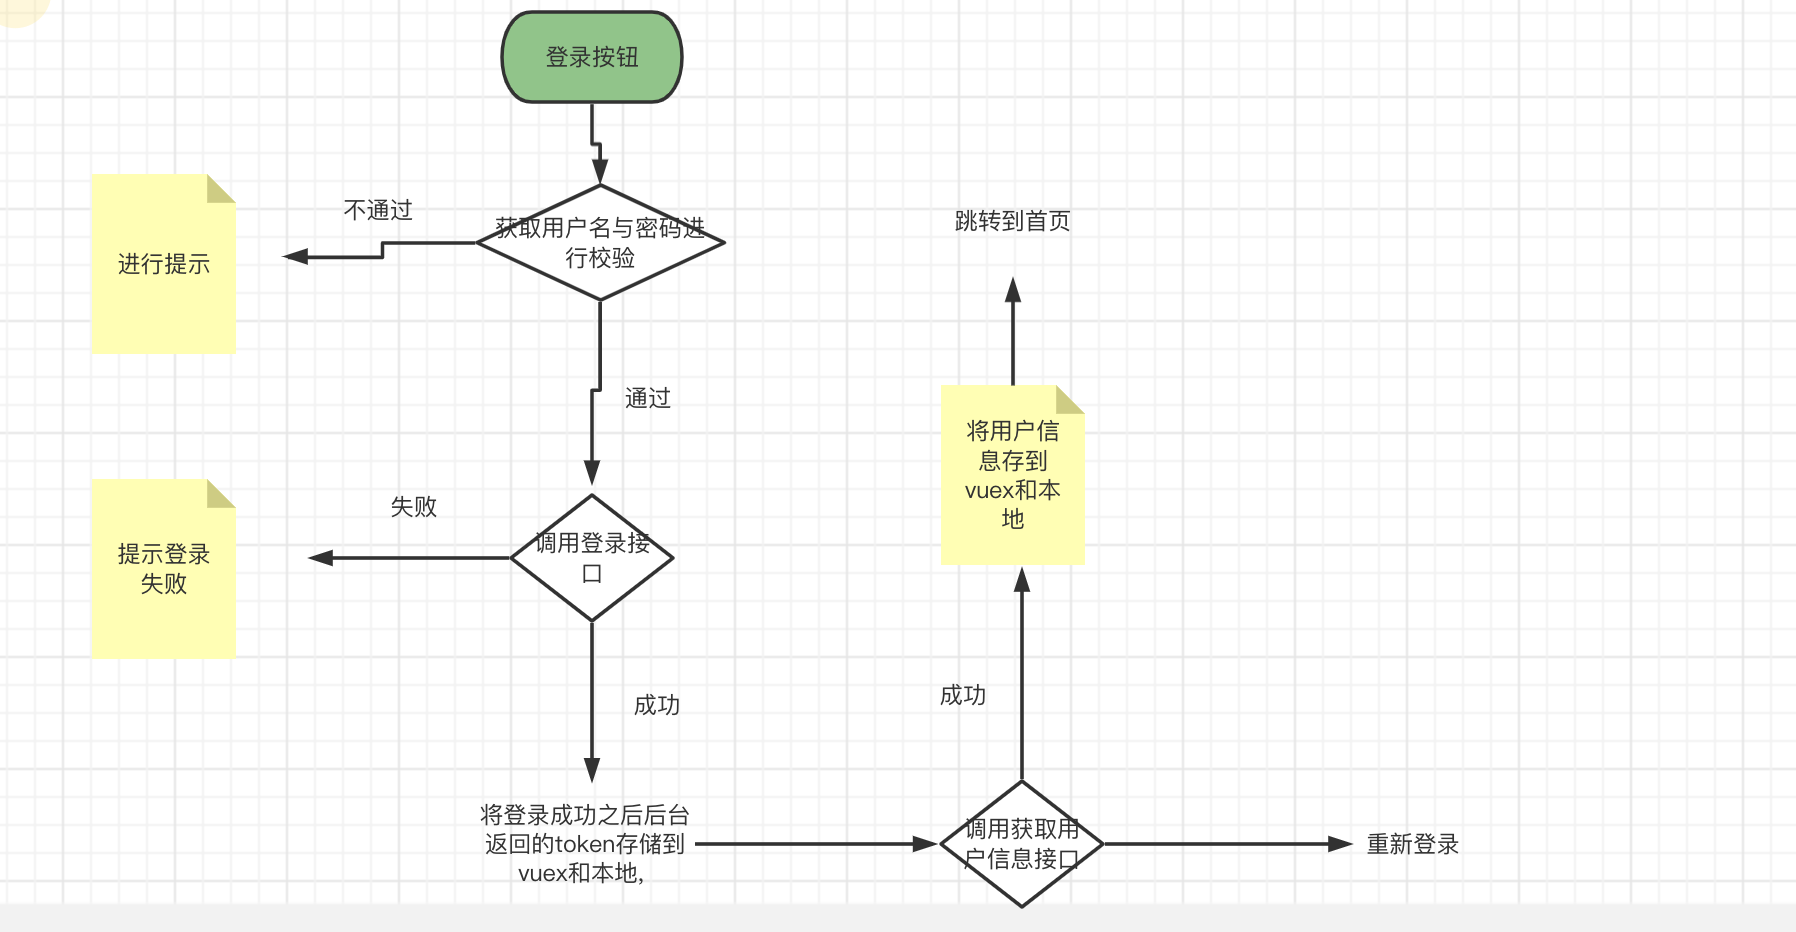 登录按钮
不通过
获取用户名与密码进
行校验
进行提示
跳转到首页
通过
将用户信
息存到
vuex和本
地
失败
调用登录接
口
提示登录
失败
成功
成功
将登录成功之后后台
返回的token存储到
vuex和本地,
调用获取用
户信息接口
重新登录